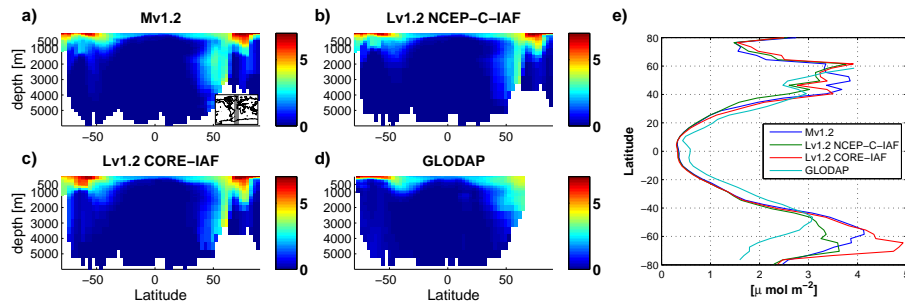 a) Mv1.2
b) Lv1.2 NCEP-C-IAF
e)
500
1000
2000
3000
4000
5000
depth [m]
-50 0 50
5
0
500
1000
2000
3000
4000
5000
-50 0 50
5
0
c) Lv1.2 CORE-IAF
d) GLODAP
500
1000
2000
3000
4000
5000
depth [m]
-50 0 50
Latitude
5
0
500
1000
2000
3000
4000
5000
-50 0 50
Latitude
5
0
80
60
40
20
0
-20
-40
-60
-80
Latitude
Mv1.2
Lv1.2 NCEP-C-IAF
Lv1.2 CORE-IAF
GLODAP
0 1 2 3 4 5
[μ mol m⁻²]